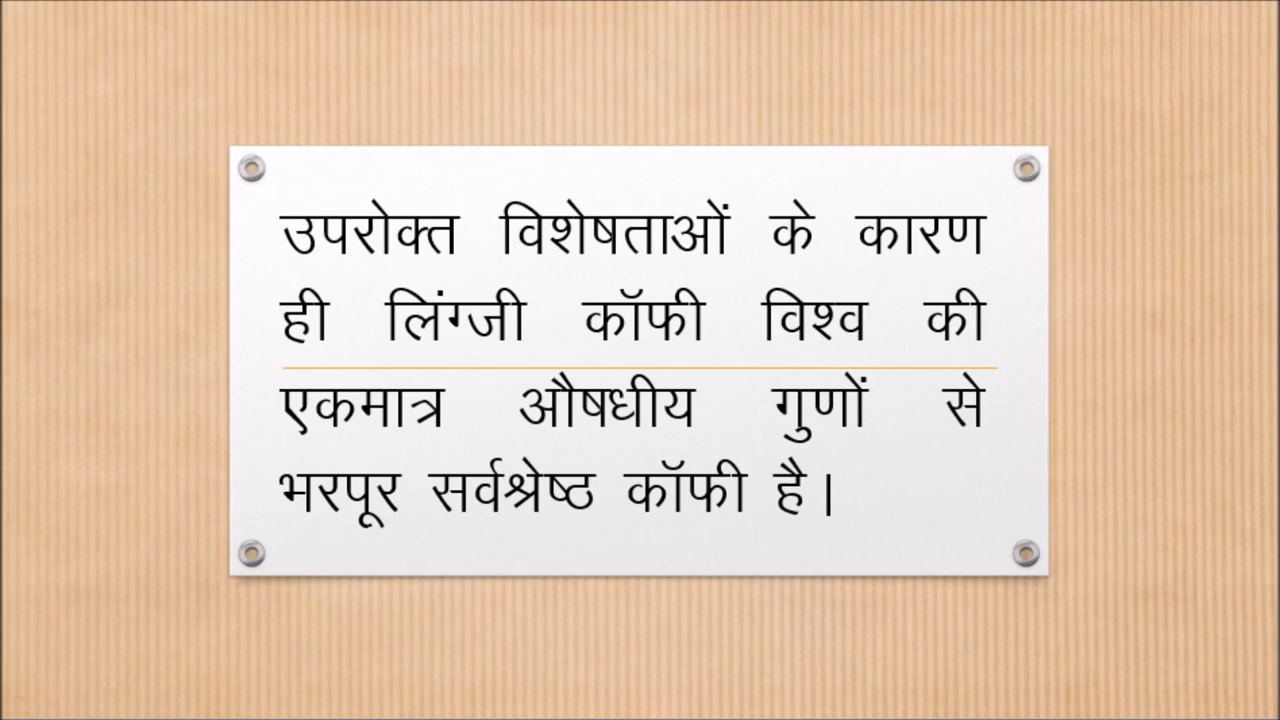 उपरोक्त विशेषताओं के कारण
ही लिंग्जी कॉफी विश्व की
एकमात्र औषधीय गुणों से
भरपूर सर्वश्रेष्ठ कॉफी है।